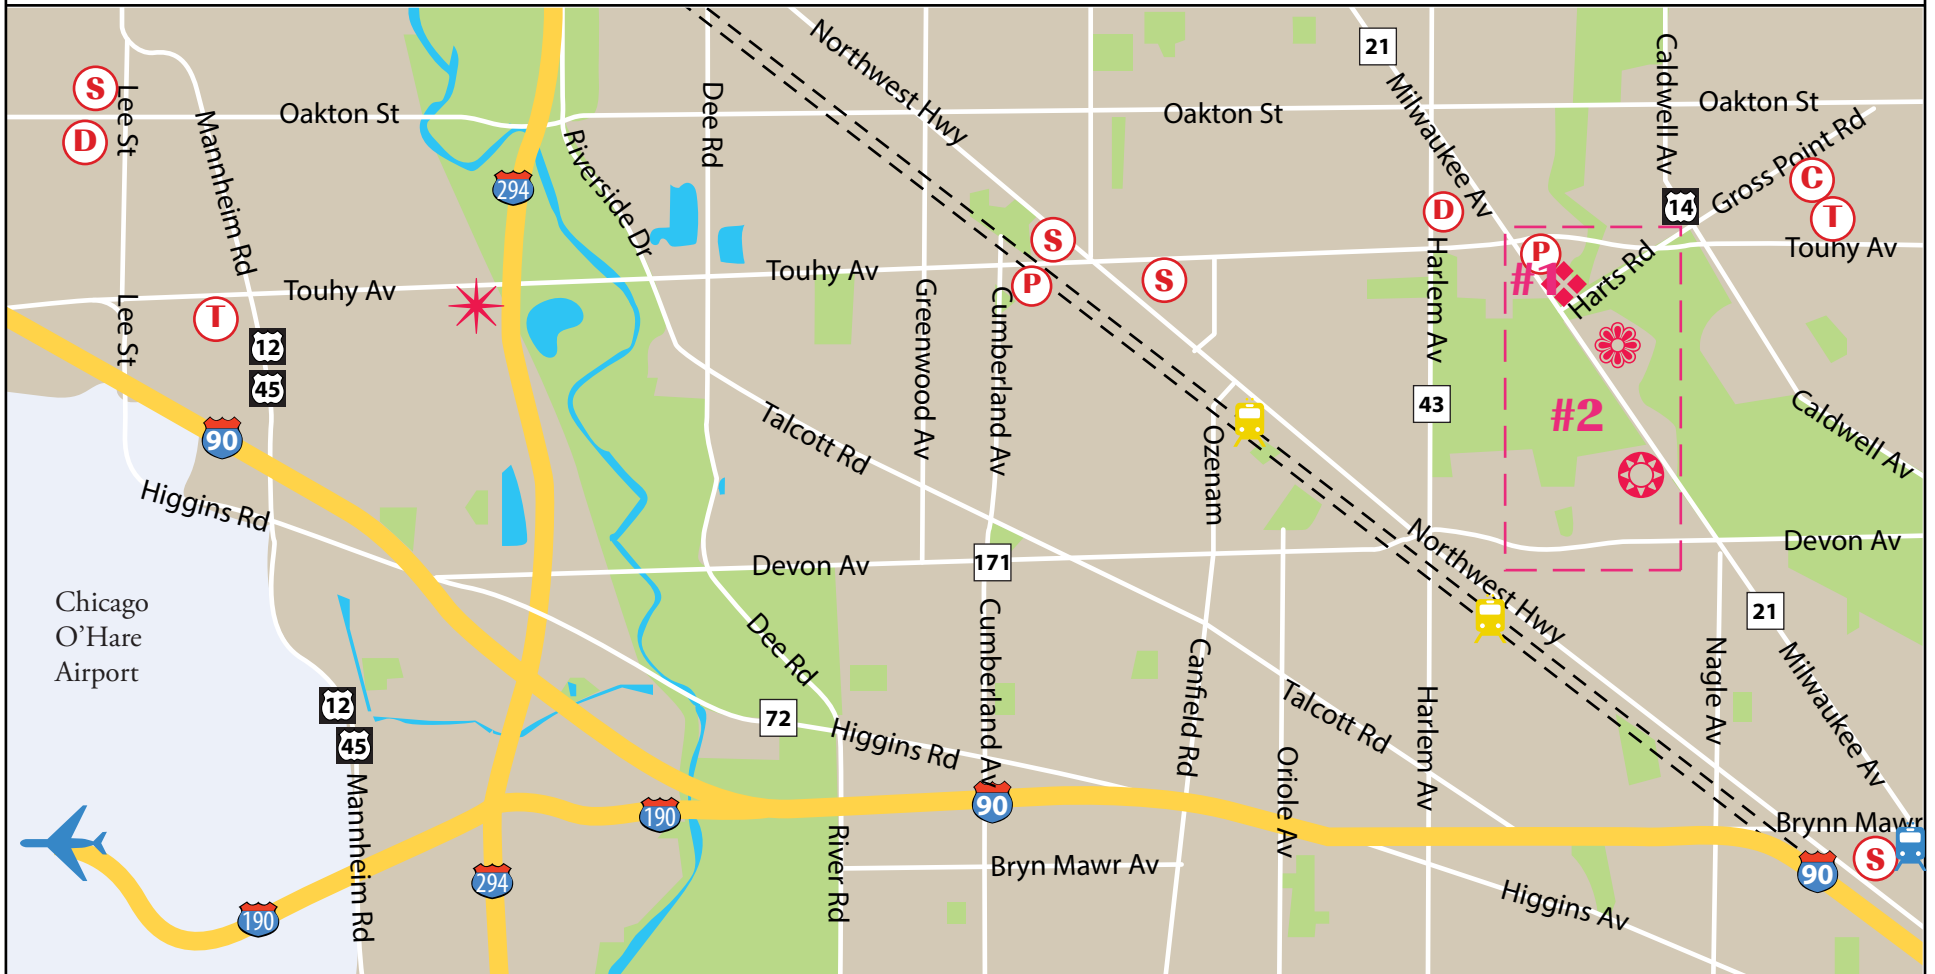 Northwest Hwy
21
Caldwell Av
S
Lee St
Oakton St
Dee Rd
Oakton St
Milwaukee Av
Oakton St
D
Mannheim Rd
294
Riverside Dr
Gross Point Rd
C
D
14
T
S
P
Touhy Av
Touhy Av
Touhy Av
P
S
#1
Harts Rd
T
Lee St
12
45
Greenwood Av
Cumberland Av
Harlem Av
43
#2
90
Talcott Rd
Ozenam
Caldwell Av
Higgins Rd
Northwest Hwy
Devon Av
Devon Av
171
Chicago
O'Hare
Airport
21
Dee Rd
Cumberland Av
Canfield Rd
Nagle Av
Milwaukee Av
12
45
72
Higgins Rd
Talcott Rd
Harlem Av
Oriole Av
Mannheim Rd
190
90
Brynn Mawr
S
90
River Rd
Bryn Mawr Av
294
190
Higgins Av